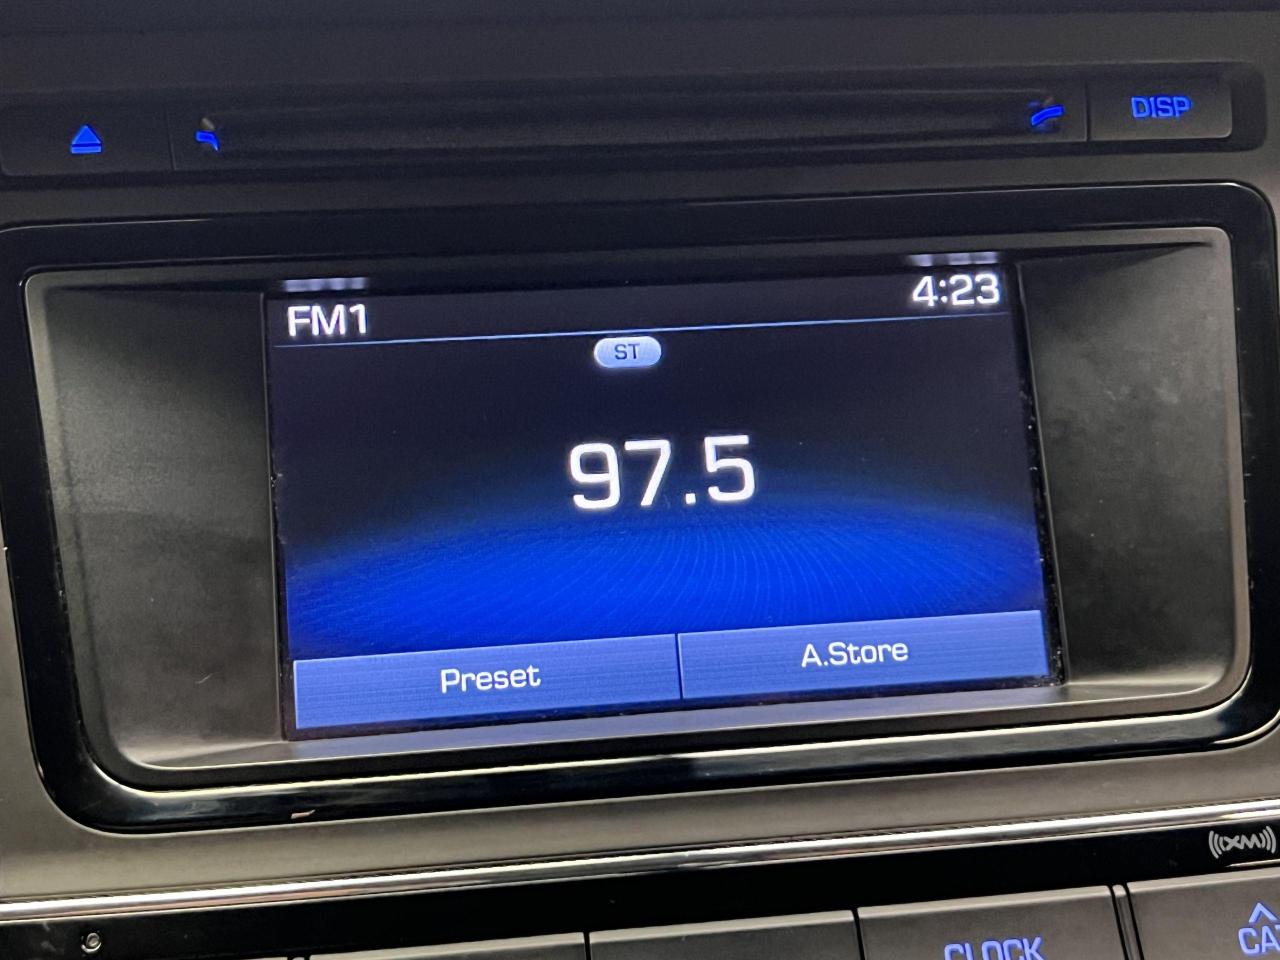 DISP
FM1 4:23
ST
97.5
Preset A.Store
XM
CLOCK